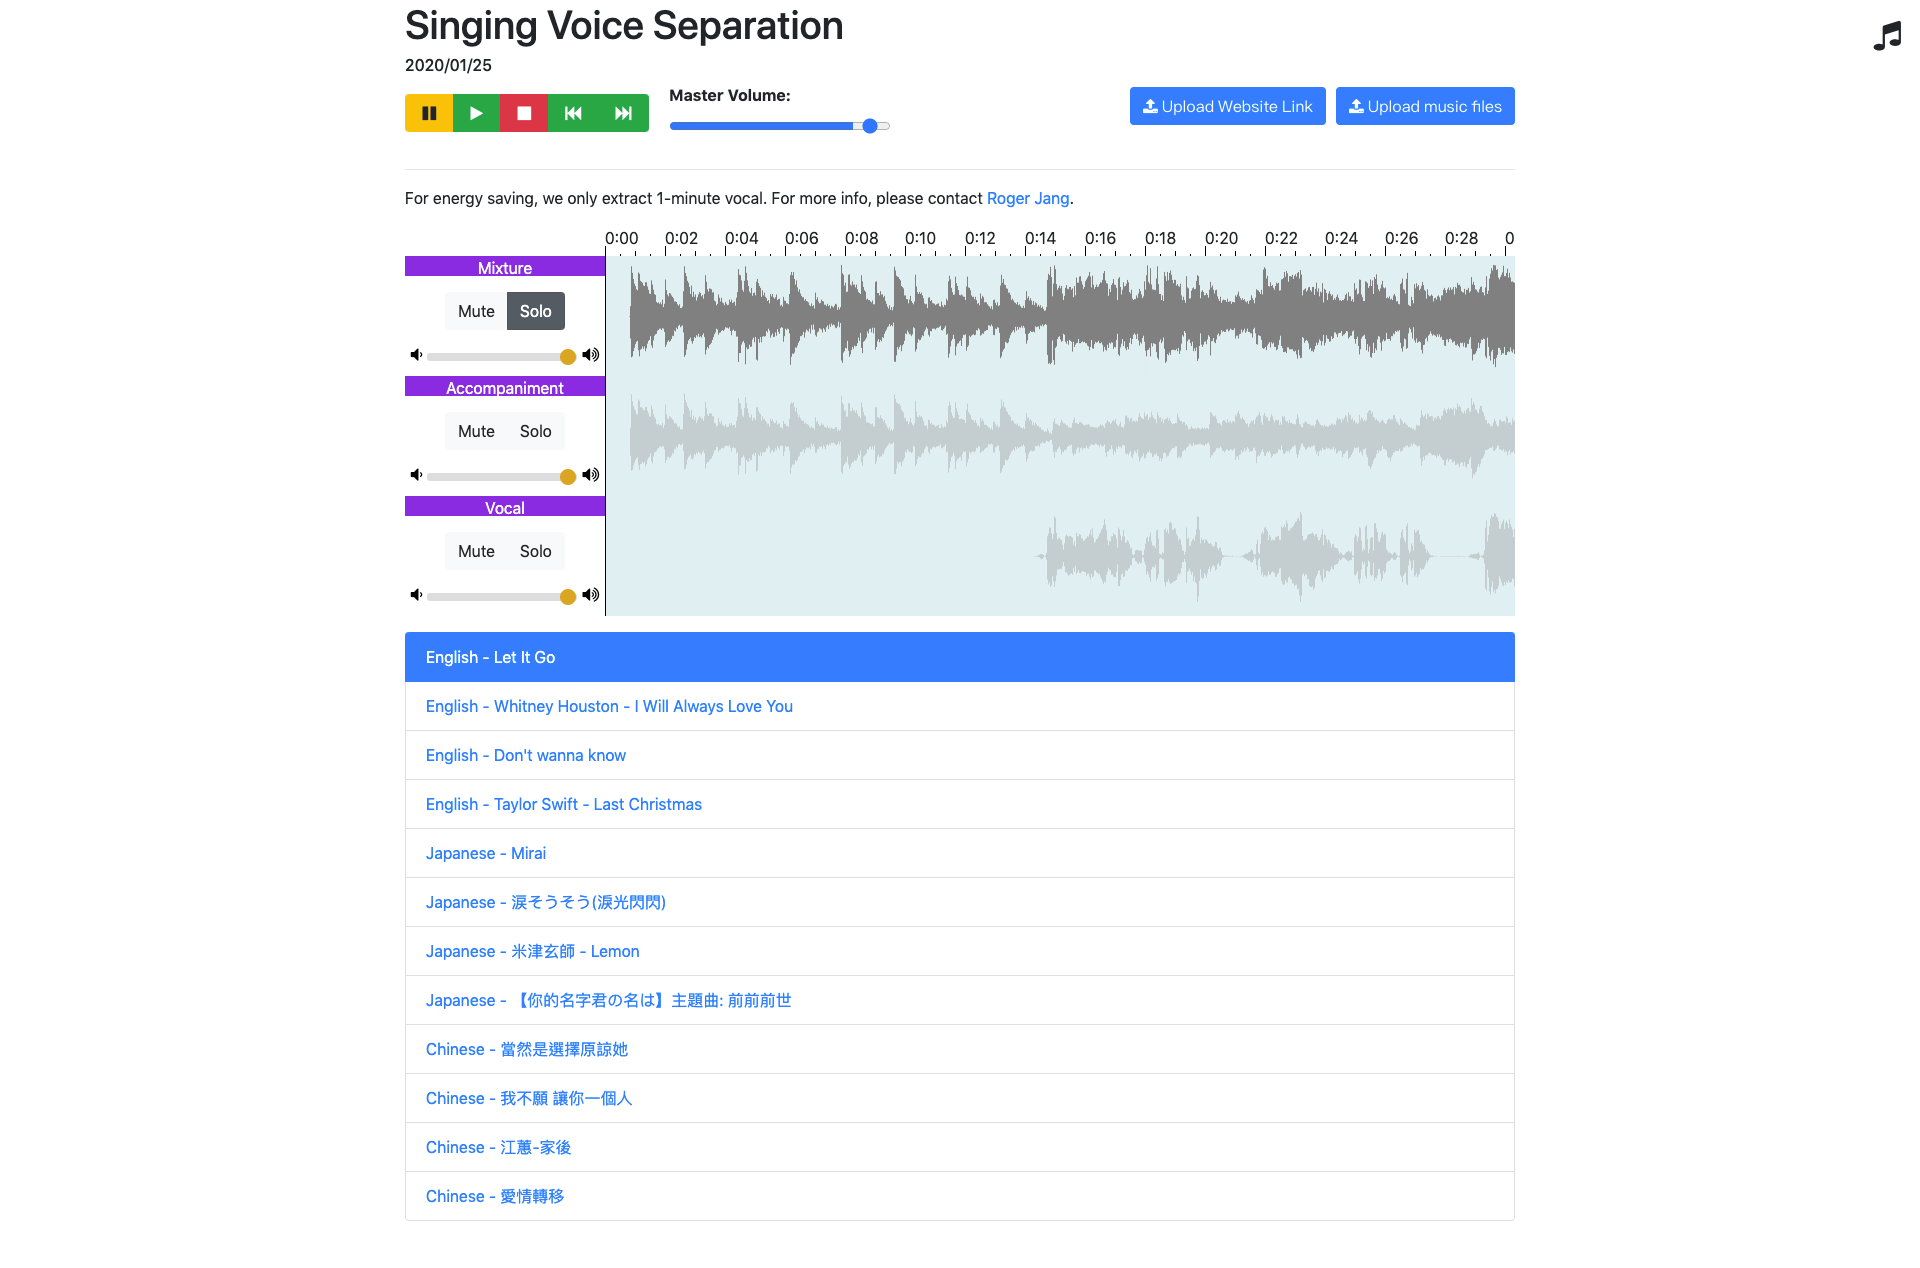 Singing Voice Separation
2020/01/25
Master Volume:
Upload Website Link
Upload music files
For energy saving, we only extract 1-minute vocal. For more info, please contact Roger Jang.
0:00 0:02 0:04 0:06 0:08 0:10 0:12 0:14 0:16 0:18 0:20 0:22 0:24 0:26 0:28 0
Mixture
Mute Solo
Accompaniment
Mute Solo
Vocal
Mute Solo
English - Let It Go
English - Whitney Houston - I Will Always Love You
English - Don't wanna know
English - Taylor Swift - Last Christmas
Japanese - Mirai
Japanese - 涙そうそう(淚光閃閃)
Japanese - 米津玄師 - Lemon
Japanese - 【你的名字君の名は】主題曲: 前前前世
Chinese - 當然是選擇原諒她
Chinese - 我不願 讓你一個人
Chinese - 江蕙-家後
Chinese - 愛情轉移